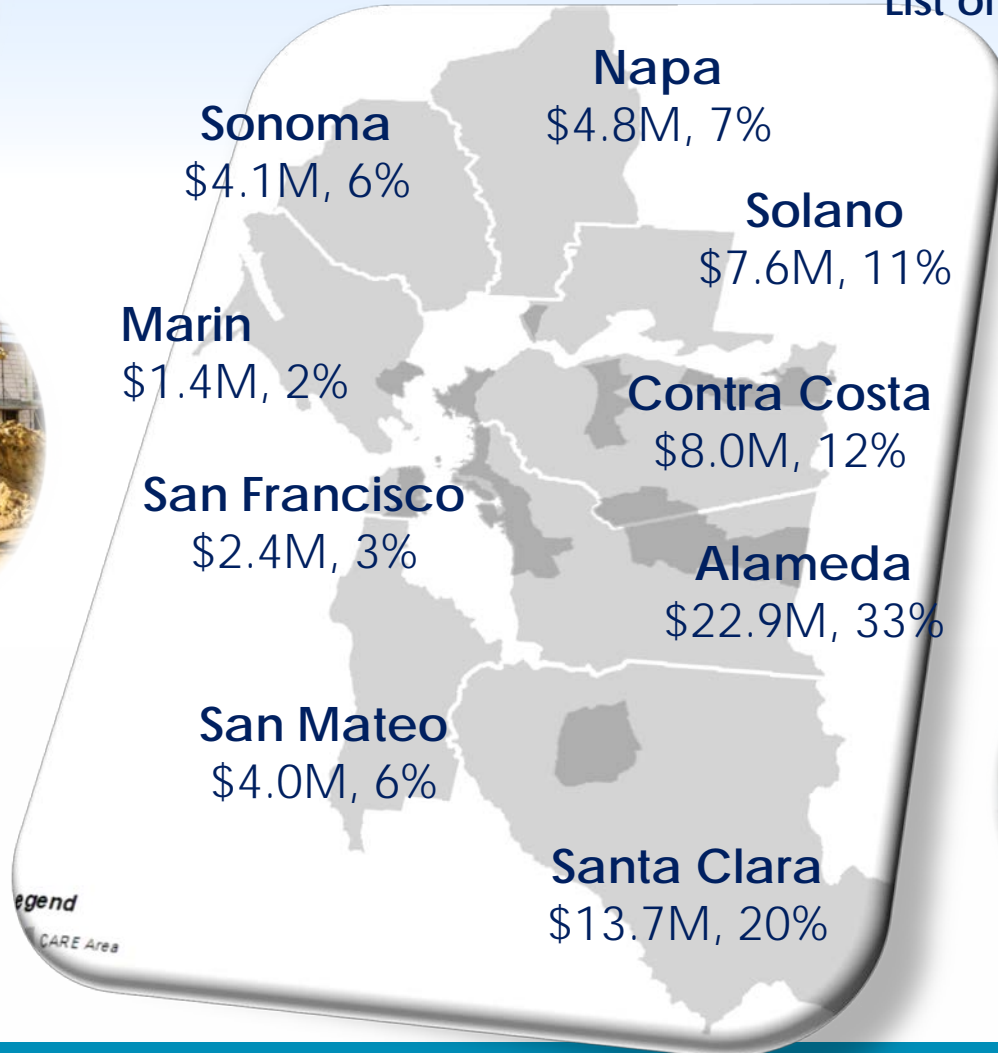 List of
Napa
$4.8M, 7%
Sonoma
$4.1M, 6%
Solano
$7.6M, 11%
Marin
$1.4M, 2%
Contra Costa
$8.0M, 12%
San Francisco
$2.4M, 3%
Alameda
$22.9M, 33%
San Mateo
$4.0M, 6%
Santa Clara
$13.7M, 20%
egend
CARE Area